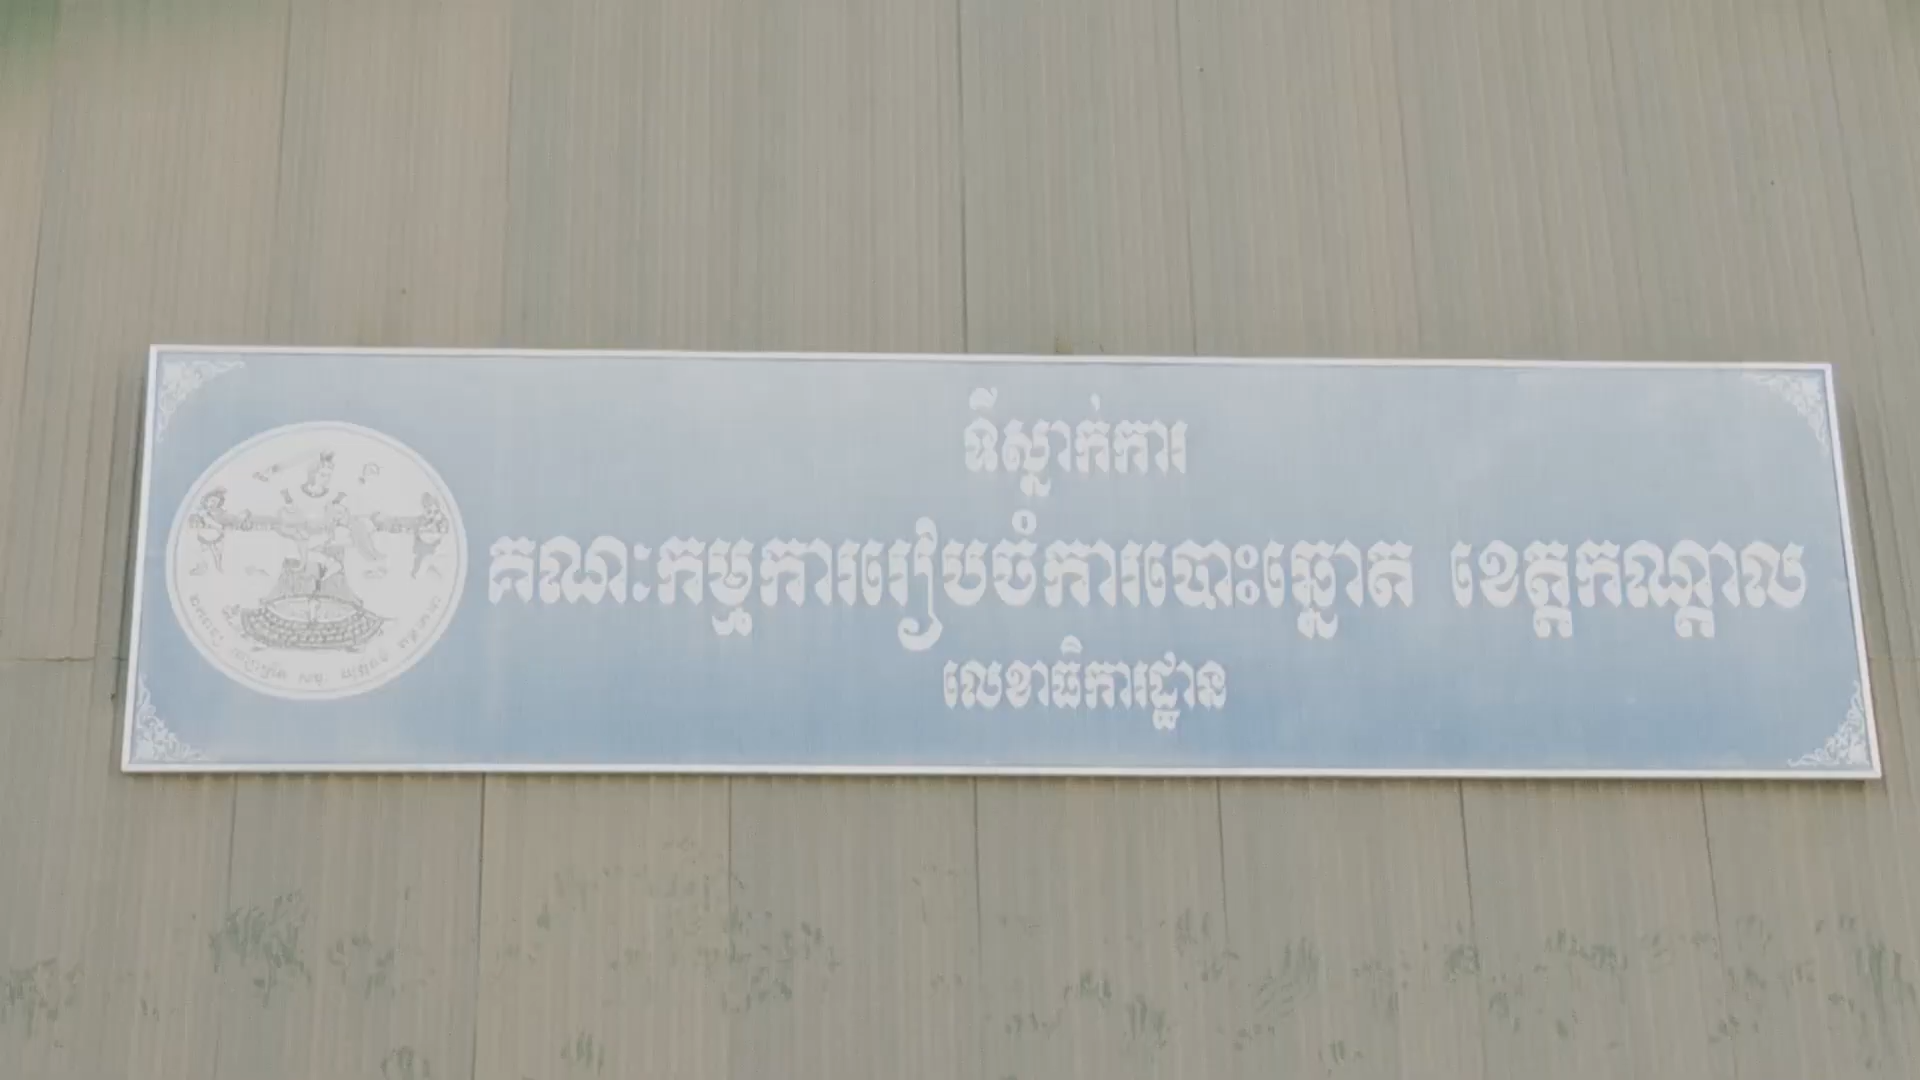 ទីស្នាក់ការ
គណៈកម្មការរៀបចំការបោះឆ្នោត ខេត្តកណ្ដាល
លេខាធិការដ្ឋាន